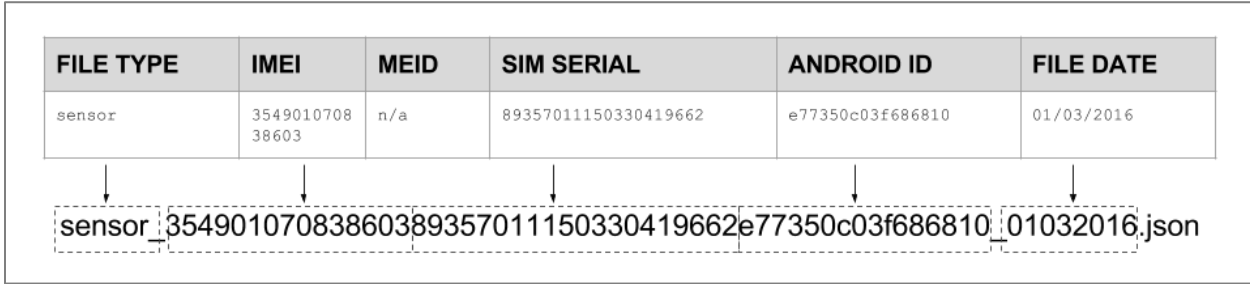 FILE TYPE IMEI MEID SIM SERIAL ANDROID ID FILE DATE
sensor 3549010708 n/a 89357011150330419662 e77350c03f686810 01/03/2016
38603
sensor_35490107083860389357011150330419662e77350c03f686810_01032016.json